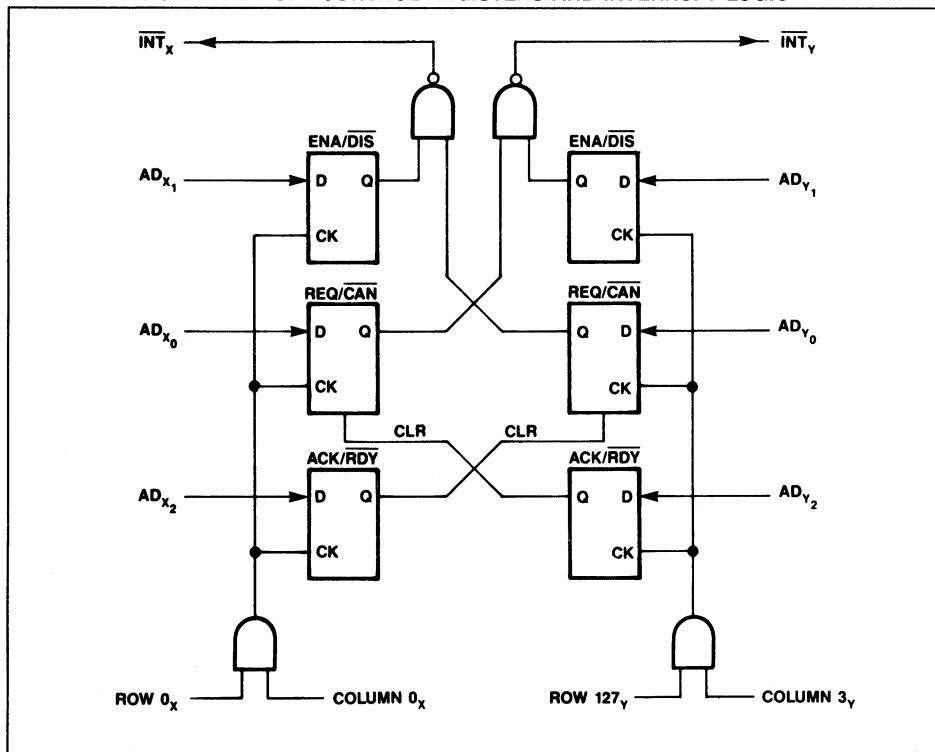 INT_X INT_Y
ENA/DIS ENA/DIS
AD_X1 D Q Q D AD_Y1
CK CK
REQ/CAN REQ/CAN
AD_X0 D Q Q D AD_Y0
CK CK
CLR CLR
ACK/RDY ACK/RDY
AD_X2 D Q Q D AD_Y2
CK CK
ROW 0_X COLUMN 0_X ROW 127_Y COLUMN 3_Y